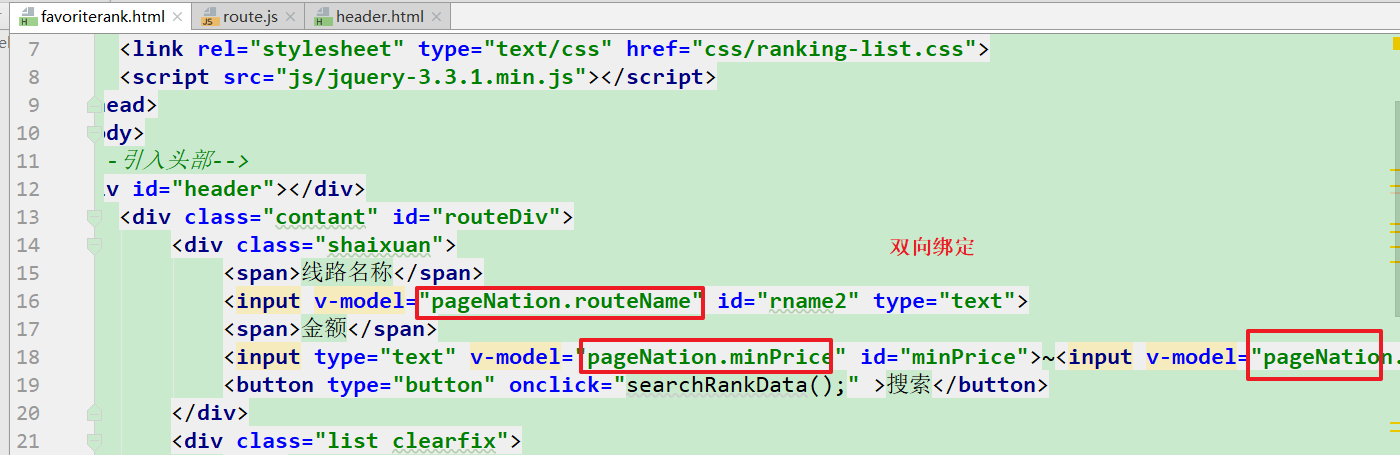 favoriterank.html route.js header.html
7 <link rel="stylesheet" type="text/css" href="css/ranking-list.css">
8 <script src="js/jquery-3.3.1.min.js"></script>
9 head>
10 ody>
11 -引入头部-->
12 iv id="header"></div>
13 <div class="contant" id="routeDiv">
14 <div class="shaixuan">
双向绑定
15 <span>线路名称</span>
16 <input v-model="pageNation.routeName" id="rname2" type="text">
17 <span>金额</span>
18 <input type="text" v-model="pageNation.minPrice" id="minPrice">~<input v-model="pageNation.
19 <button type="button" onclick="searchRankData();" >搜索</button>
20 </div>
21 <div class="list clearfix">